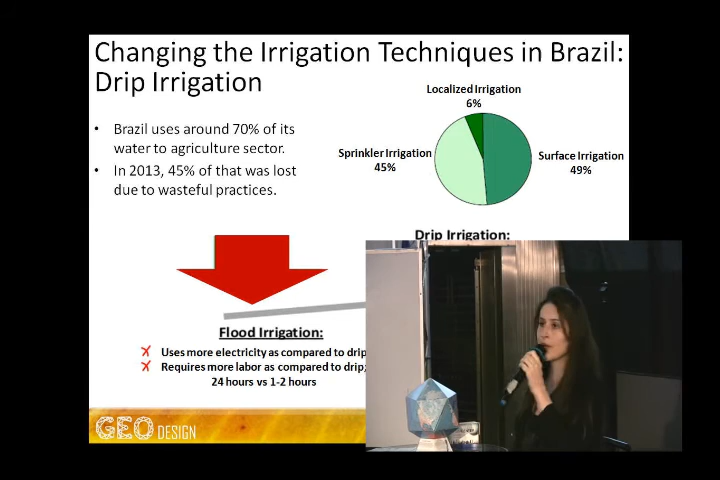 Changing the Irrigation Techniques in Brazil:
Drip Irrigation
• Brazil uses around 70% of its
water to agriculture sector.
• In 2013, 45% of that was lost
due to wasteful practices.
Localized Irrigation
6%
Sprinkler Irrigation
45%
Surface Irrigation
49%
Drip Irrigation:
Flood Irrigation:
Uses more electricity as compared to drip
Requires more labor as compared to drip;
24 hours vs 1-2 hours
GEO DESIGN